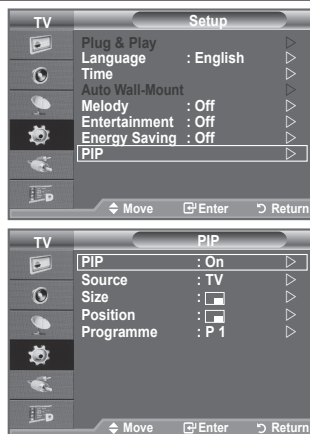 TV Setup
Plug & Play
Language : English
Time
Auto Wall-Mount
Melody : Off
Entertainment : Off
Energy Saving : Off
PIP
Move Enter Return
TV PIP
PIP : On
Source : TV
Size :
Position :
Programme : P 1
Move Enter Return